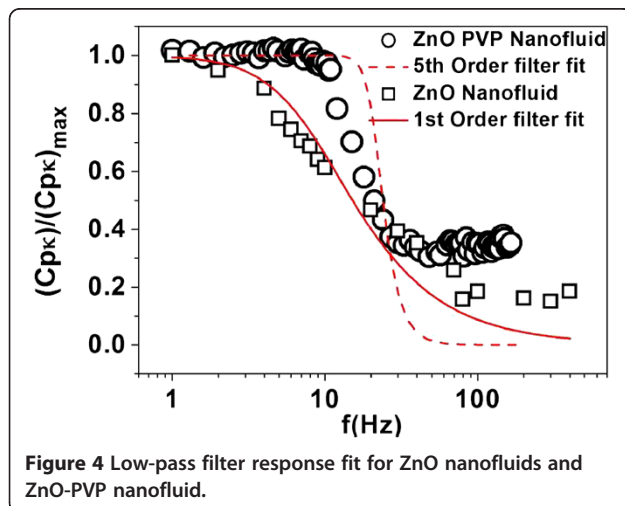 ZnO PVP Nanofluid
5th Order filter fit
ZnO Nanofluid
1st Order filter fit
(Cpκ)/(Cpκ)max
1.0
0.8
0.6
0.4
0.2
0.0
1 10 100
f(Hz)
Figure 4 Low-pass filter response fit for ZnO nanofluids and
ZnO-PVP nanofluid.